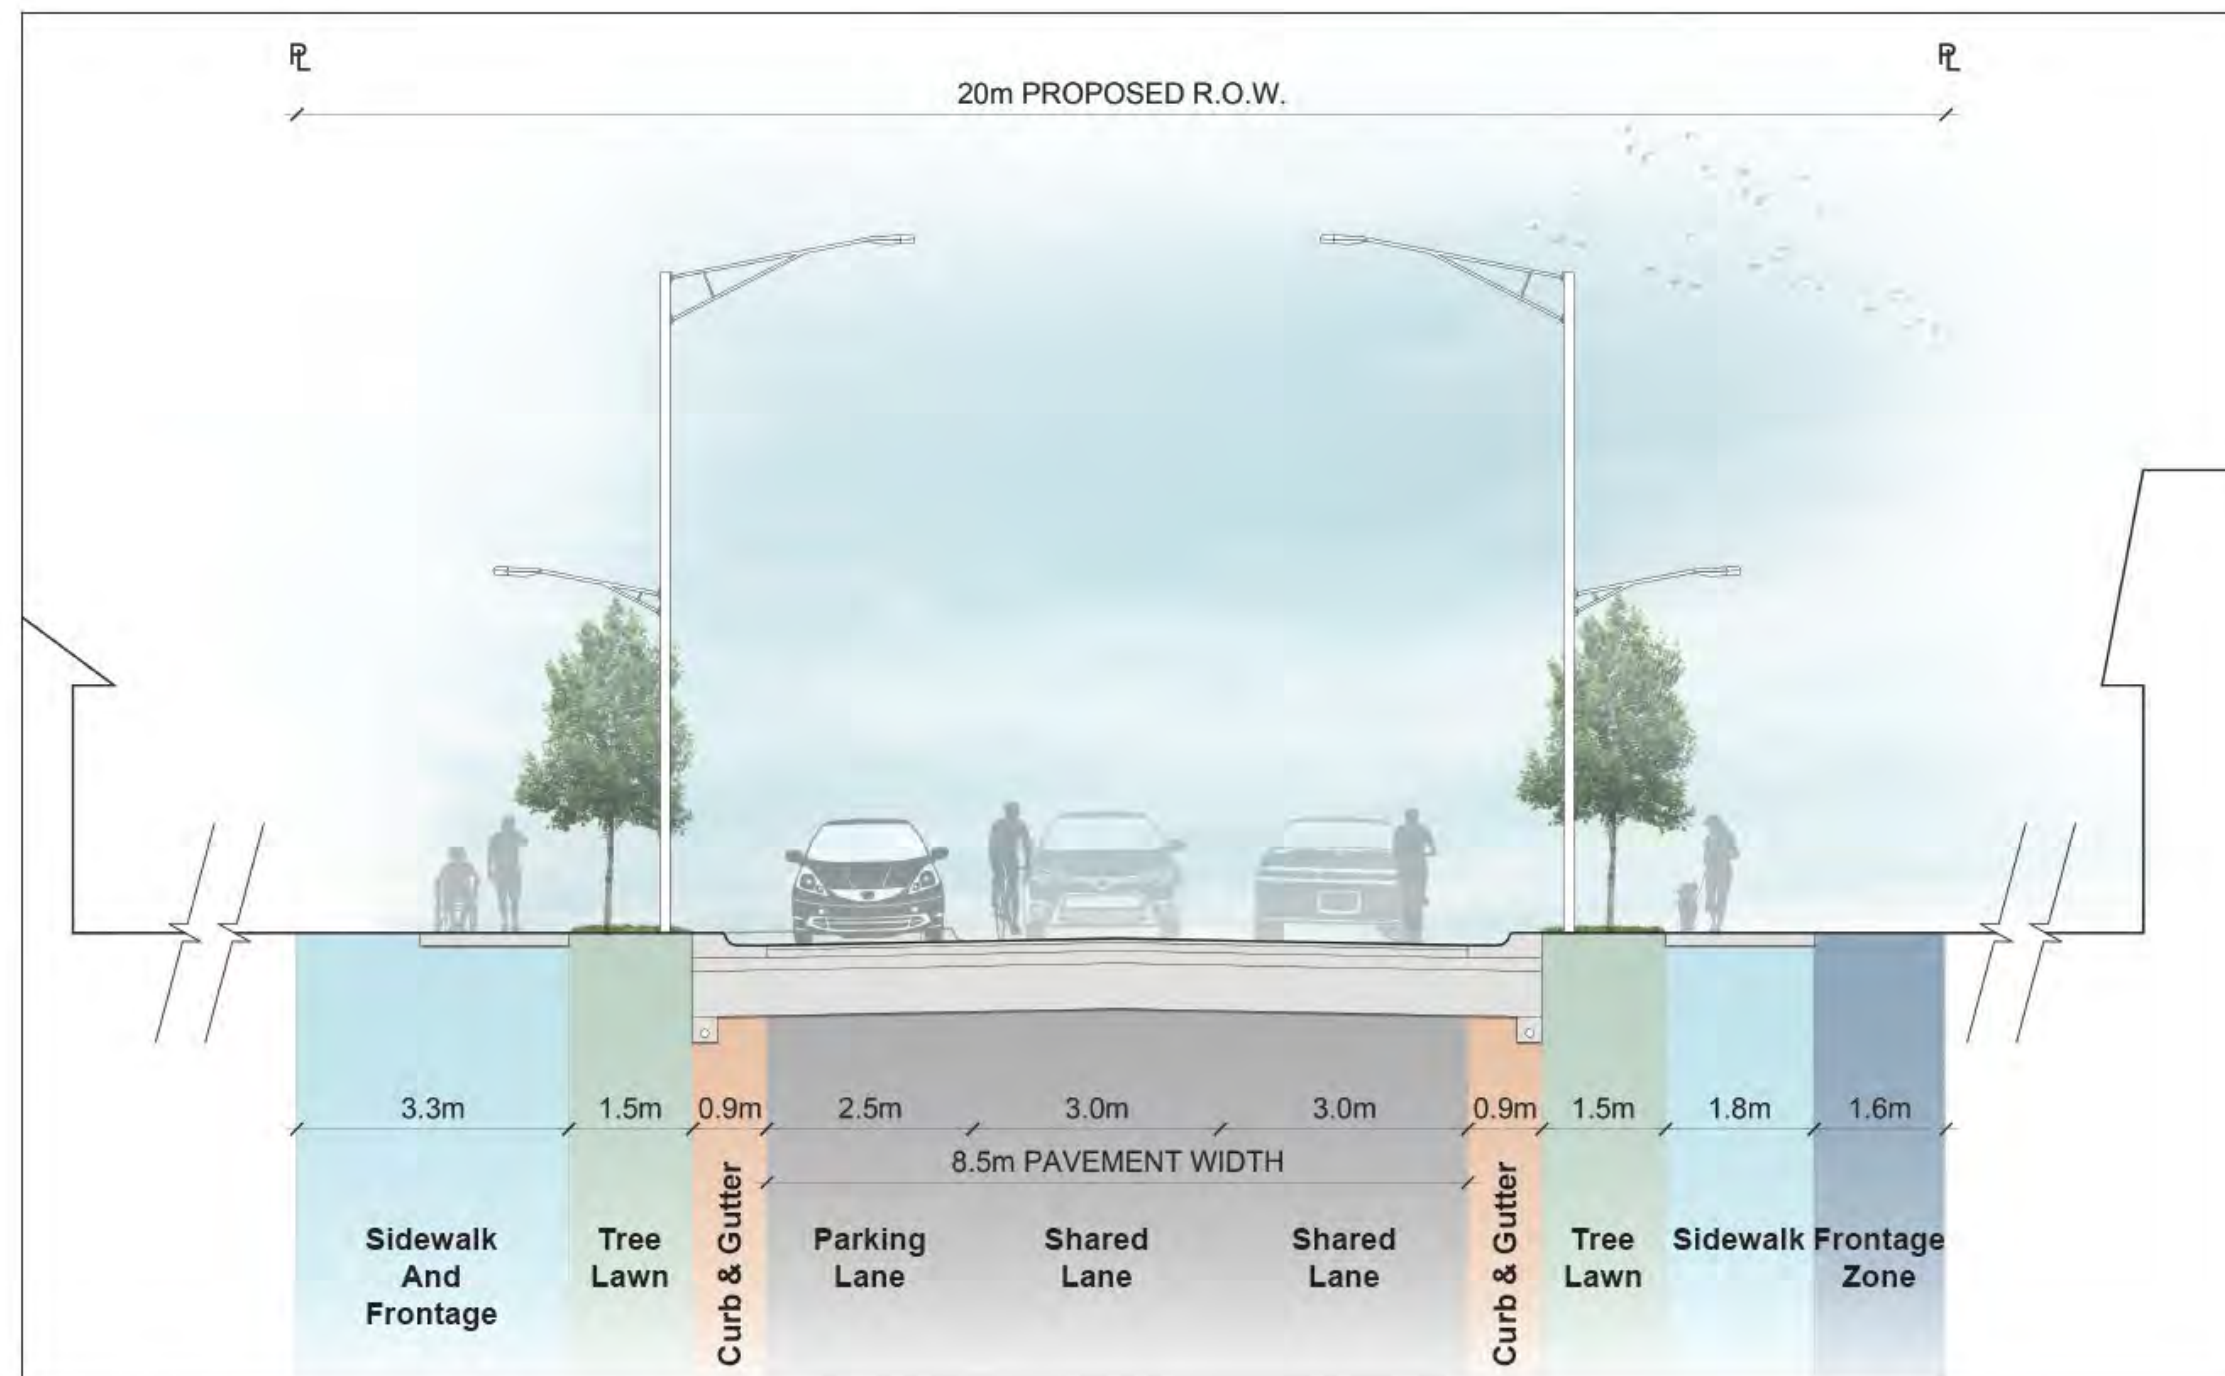 PL
PL
20m PROPOSED R.O.W.
3.3m
1.5m
0.9m
2.5m
3.0m
3.0m
0.9m
1.5m
1.8m
1.6m
8.5m PAVEMENT WIDTH
Sidewalk
And
Frontage
Tree
Lawn
Curb & Gutter
Parking
Lane
Shared
Lane
Shared
Lane
Curb & Gutter
Tree
Lawn
Sidewalk
Frontage
Zone